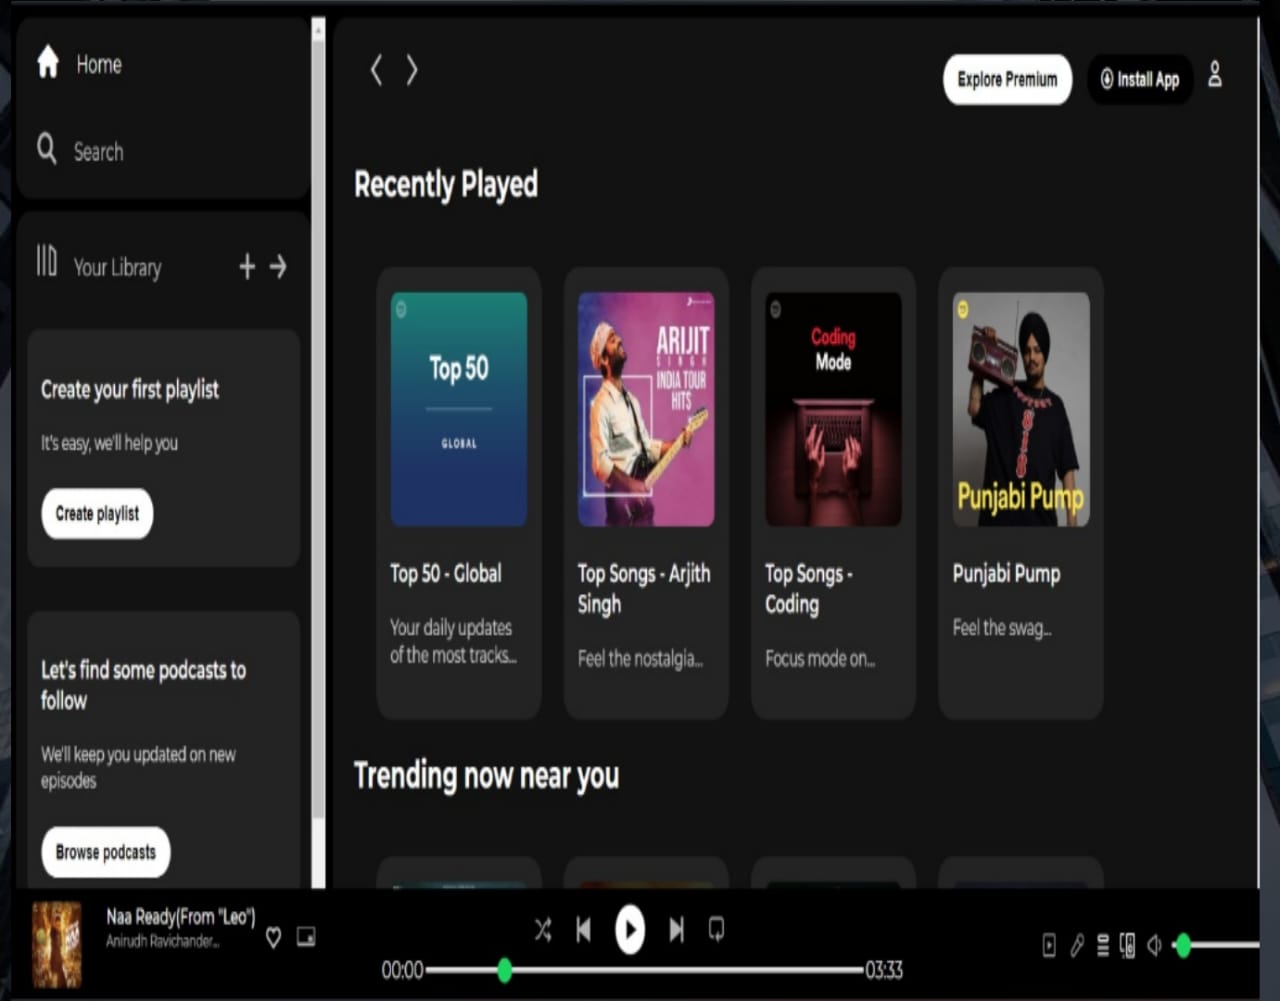 Home
Search
Your Library
Create your first playlist
It's easy, we'll help you
Create playlist
Let's find some podcasts to
follow
We'll keep you updated on new
episodes
Browse podcasts
Explore Premium
Install App
Recently Played
Top 50
GLOBAL
Top 50 - Global
Your daily updates
of the most tracks...
ARIJIT
SINGH
INDIA TOUR
HITS
Top Songs - Arjith
Singh
Feel the nostalgia...
Coding
Mode
Top Songs -
Coding
Focus mode on...
Punjabi Pump
Punjabi Pump
Feel the swag...
Trending now near you
Naa Ready(From "Leo")
Anirudh Ravichander...
00:00
03:33